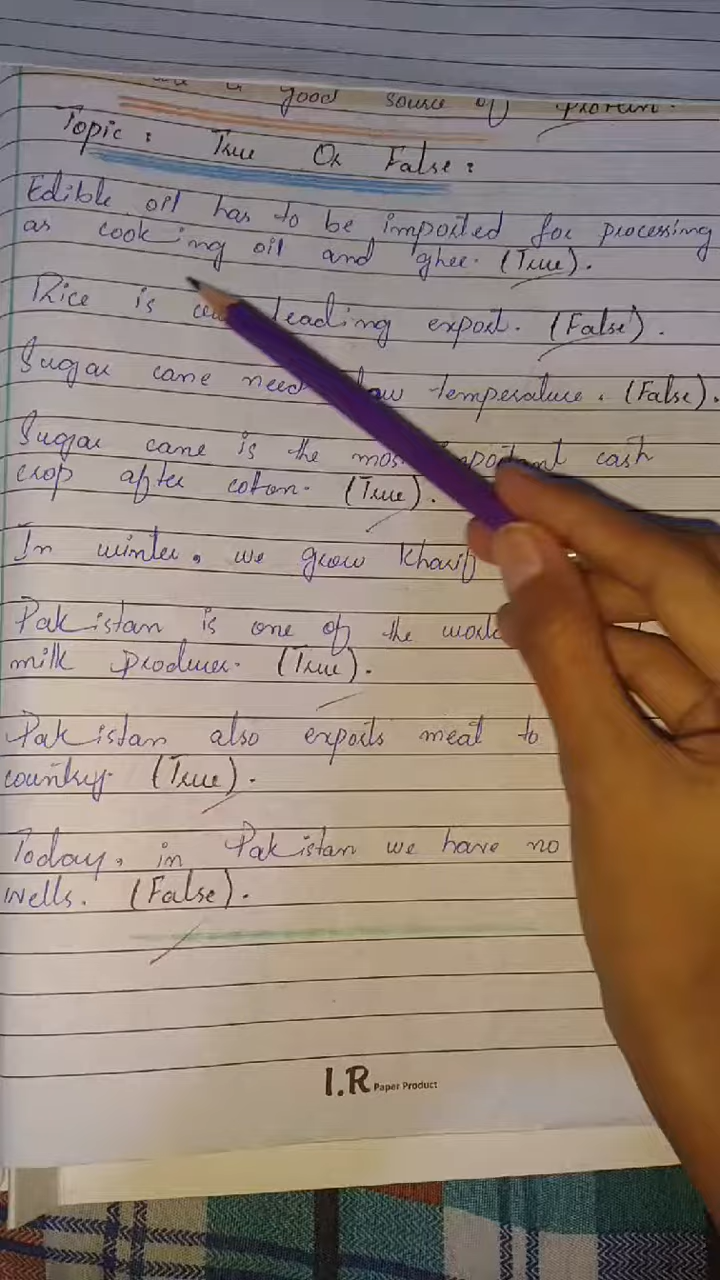 is good source of protein.
Topic : True Or False :
Edible oil has to be imported for processing
as cooking oil and ghee. (True).
Rice is leading export. (False).
Sugar cane need low temperature. (False).
Sugar cane is the most important cash
crop after cotton. (True).
In winter, we grow Kharif
Pakistan is one of the
milk producer. (True).
Pakistan also exports meat to
country. (True).
Today, in Pakistan we have no
wells. (False).
I.R Paper Product